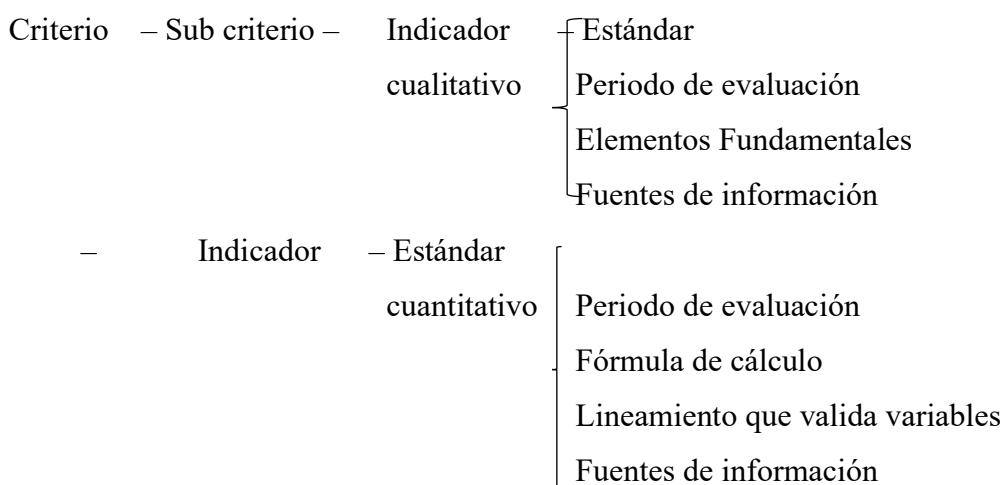 Criterio – Sub criterio – Indicador – Estándar
cualitativo Periodo de evaluación
Elementos Fundamentales
Fuentes de información
– Indicador – Estándar
cuantitativo Periodo de evaluación
Fórmula de cálculo
Lineamiento que valida variables
Fuentes de información